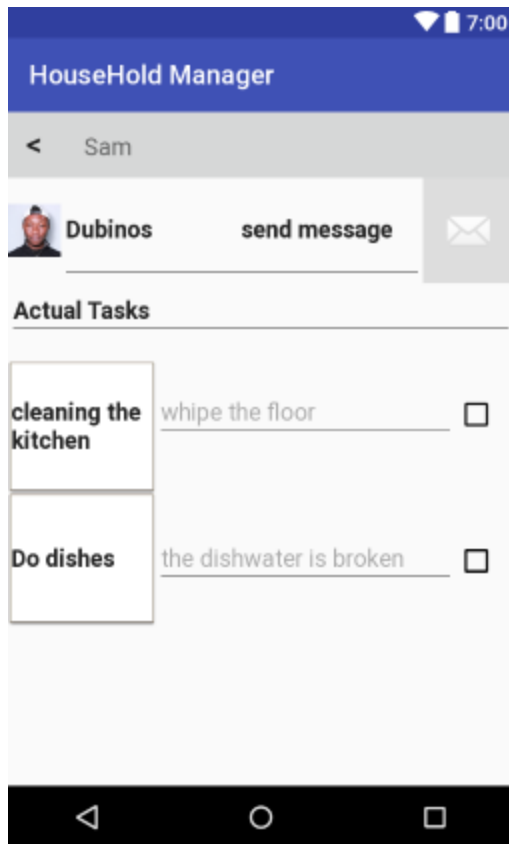 7:00
HouseHold Manager
< Sam
Dubinos send message
Actual Tasks
cleaning the
kitchen
whipe the floor
Do dishes
the dishwater is broken